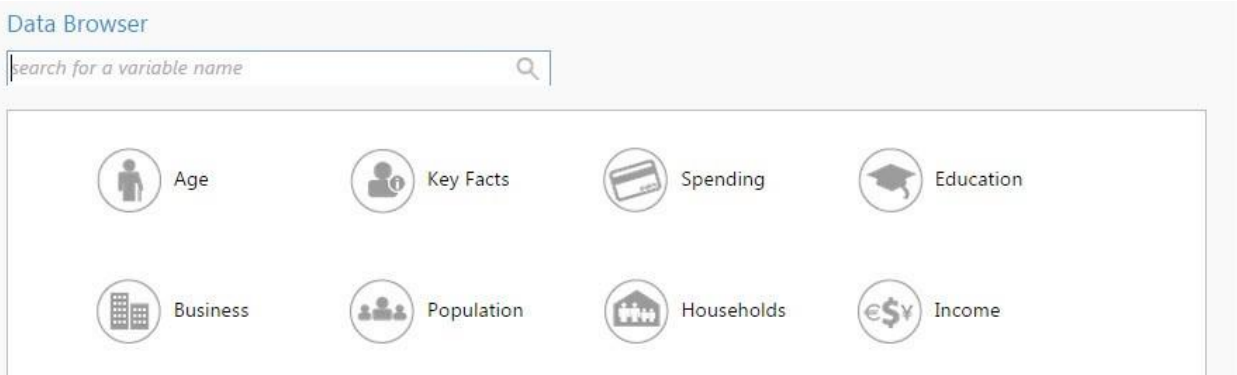 Data Browser
search for a variable name
Age Key Facts Spending Education
Business Population Households €$¥ Income